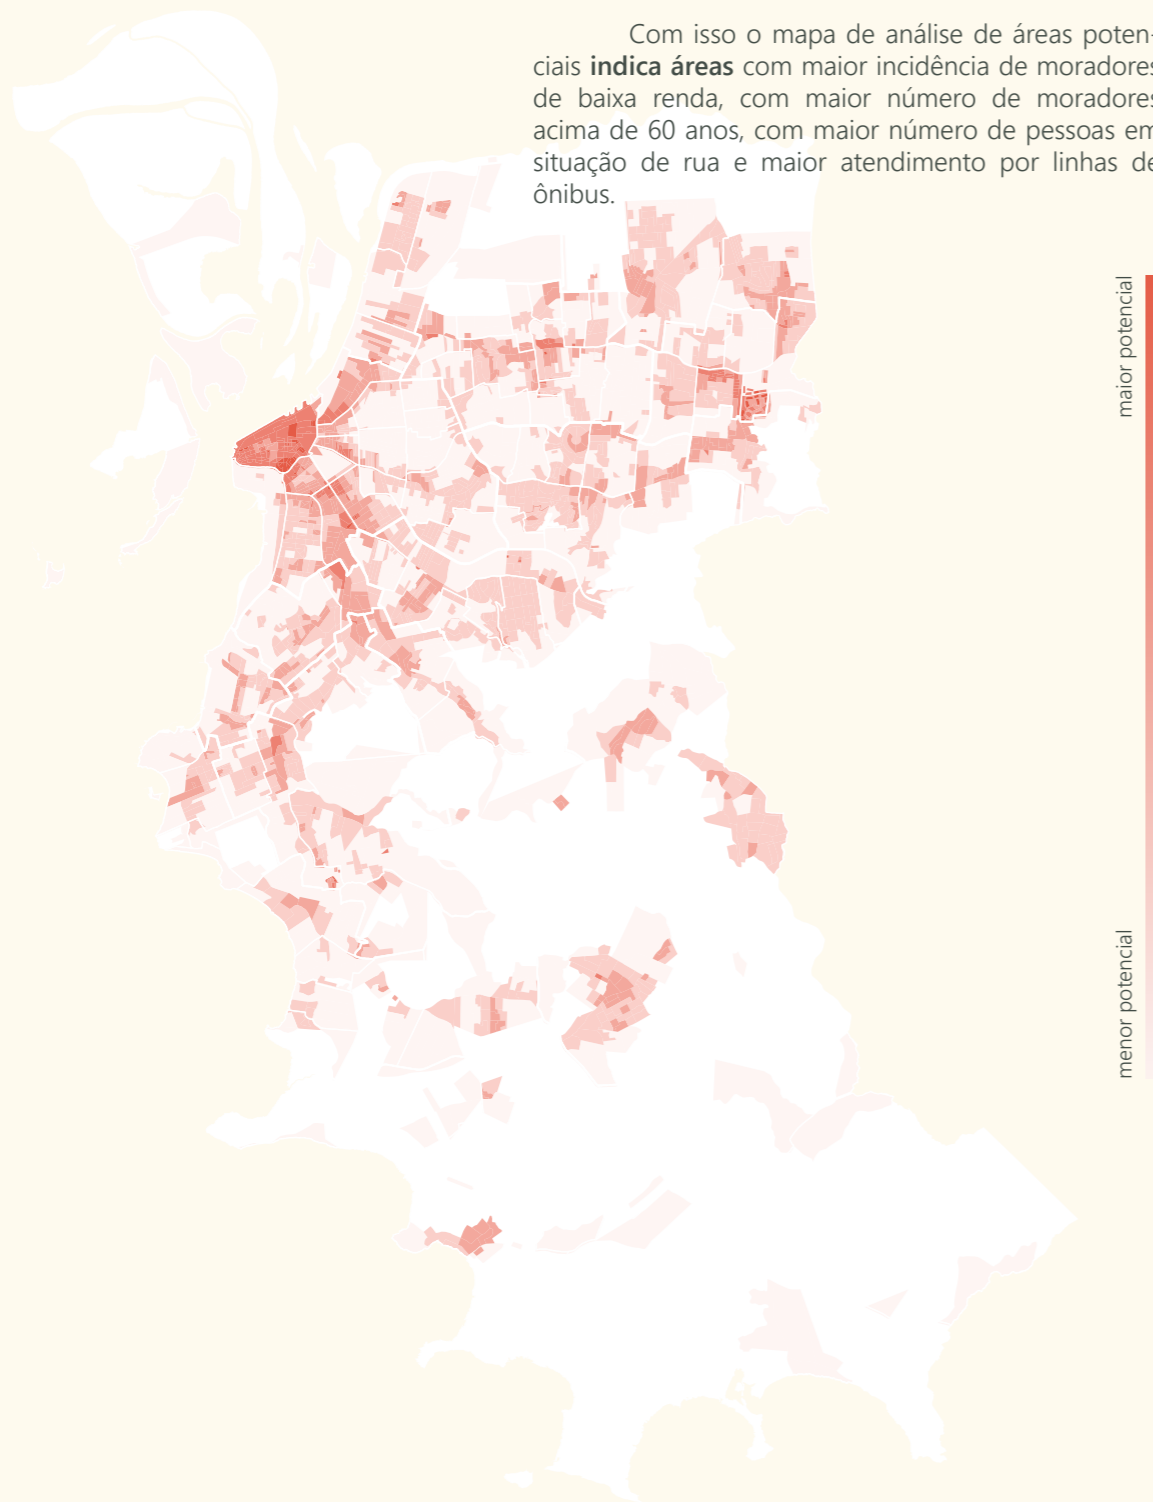 Com isso o mapa de análise de áreas poten-
ciais indica áreas com maior incidência de moradores
de baixa renda, com maior número de moradores
acima de 60 anos, com maior número de pessoas em
situação de rua e maior atendimento por linhas de
ônibus.
maior potencial
menor potencial